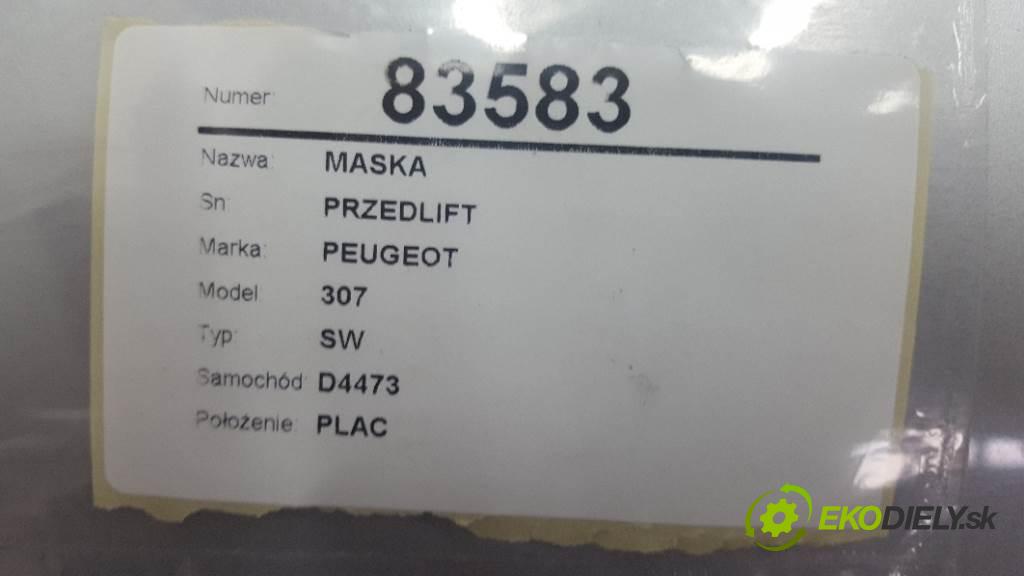 Numer: 83583
Nazwa: MASKA
Sn: PRZEDLIFT
Marka: PEUGEOT
Model: 307
Typ: SW
Samochód: D4473
Położenie: PLAC
EKODIELY.sk